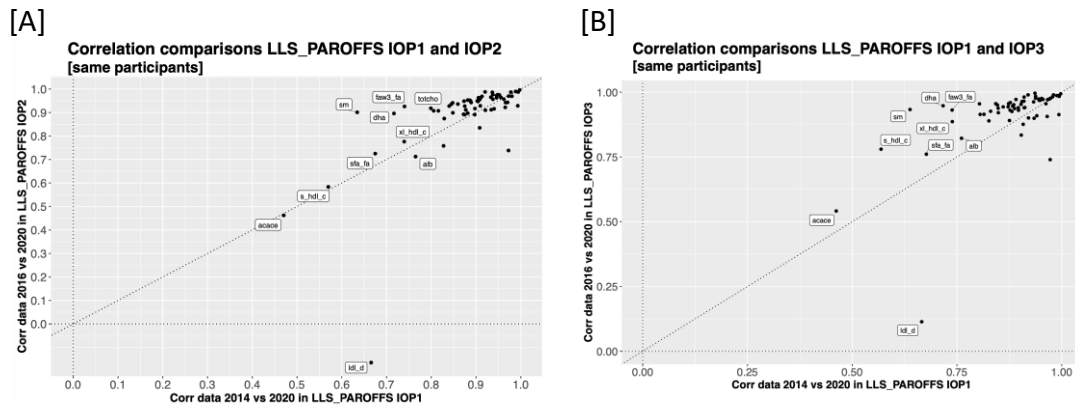 [A]
Correlation comparisons LLS_PAROFFS IOP1 and IOP2
[same participants]
Corr data 2016 vs 2020 in LLS_PAROFFS IOP2
1.0
0.9
0.8
0.7
0.6
0.5
0.4
0.3
0.2
0.1
0.0
sm
faw3_fa
totcho
dha
xl_hdl_c
sfa_fa
alb
s_hdl_c
acace
ldl_d
0.0 0.1 0.2 0.3 0.4 0.5 0.6 0.7 0.8 0.9 1.0
Corr data 2014 vs 2020 in LLS_PAROFFS IOP1
[B]
Correlation comparisons LLS_PAROFFS IOP1 and IOP3
[same participants]
Corr data 2016 vs 2020 in LLS_PAROFFS IOP3
1.00
0.75
0.50
0.25
0.00
dha
faw3_fa
sm
xl_hdl_c
s_hdl_c
sfa_fa
alb
acace
ldl_d
0.00 0.25 0.50 0.75 1.00
Corr data 2014 vs 2020 in LLS_PAROFFS IOP1